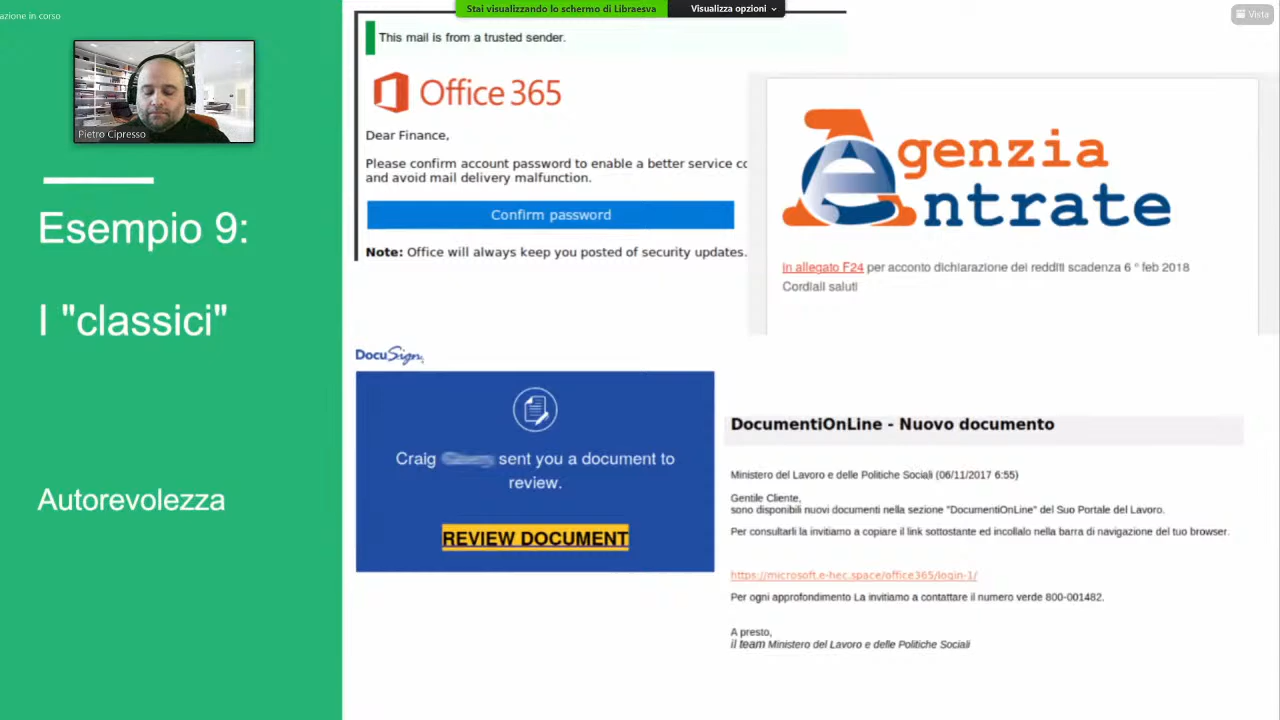 azione in corso
Stai visualizzando lo schermo di Libraesva
Visualizza opzioni
Vista
Pietro Cipresso
Esempio 9:
I "classici"
Autorevolezza
This mail is from a trusted sender.
Office 365
Dear Finance,
Please confirm account password to enable a better service co
and avoid mail delivery malfunction.
Confirm password
Note: Office will always keep you posted of security updates.
Agenzia
Entrate
In allegato F24 per acconto dichiarazione dei redditi scadenza 6 ° feb 2018
Cordiali saluti
DocuSign
Craig sent you a document to
review.
REVIEW DOCUMENT
DocumentiOnLine - Nuovo documento
Ministero del Lavoro e delle Politiche Sociali (06/11/2017 6:55)
Gentile Cliente,
sono disponibili nuovi documenti nella sezione "DocumentiOnLine" del Suo Portale del Lavoro.
Per consultarli la invitiamo a copiare il link sottostante ed incollalo nella barra di navigazione del tuo browser.
https://microsoft.e-hec.space/office365/login-1/
Per ogni approfondimento La invitiamo a contattare il numero verde 800-001482.
A presto,
il team Ministero del Lavoro e delle Politiche Sociali